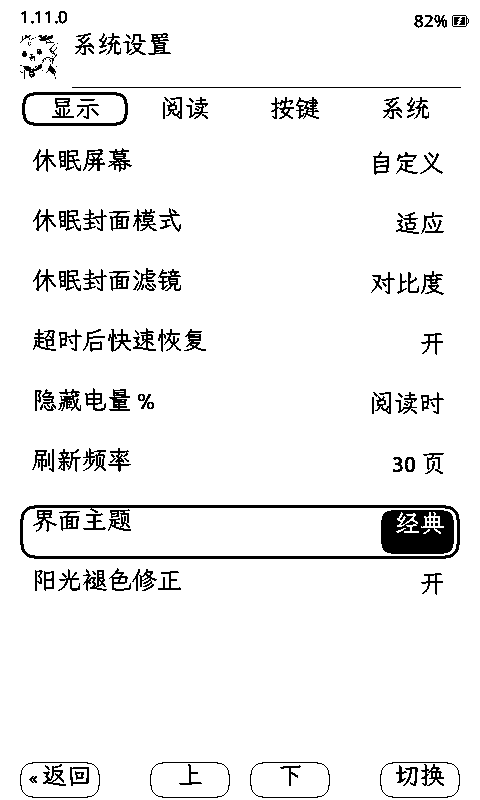 1.11.0 82%
系统设置
显示 阅读 按键 系统
休眠屏幕 自定义
休眠封面模式 适应
休眠封面滤镜 对比度
超时后快速恢复 开
隐藏电量 % 阅读时
刷新频率 30 页
界面主题 经典
阳光褪色修正 开
« 返回 上 下 切换